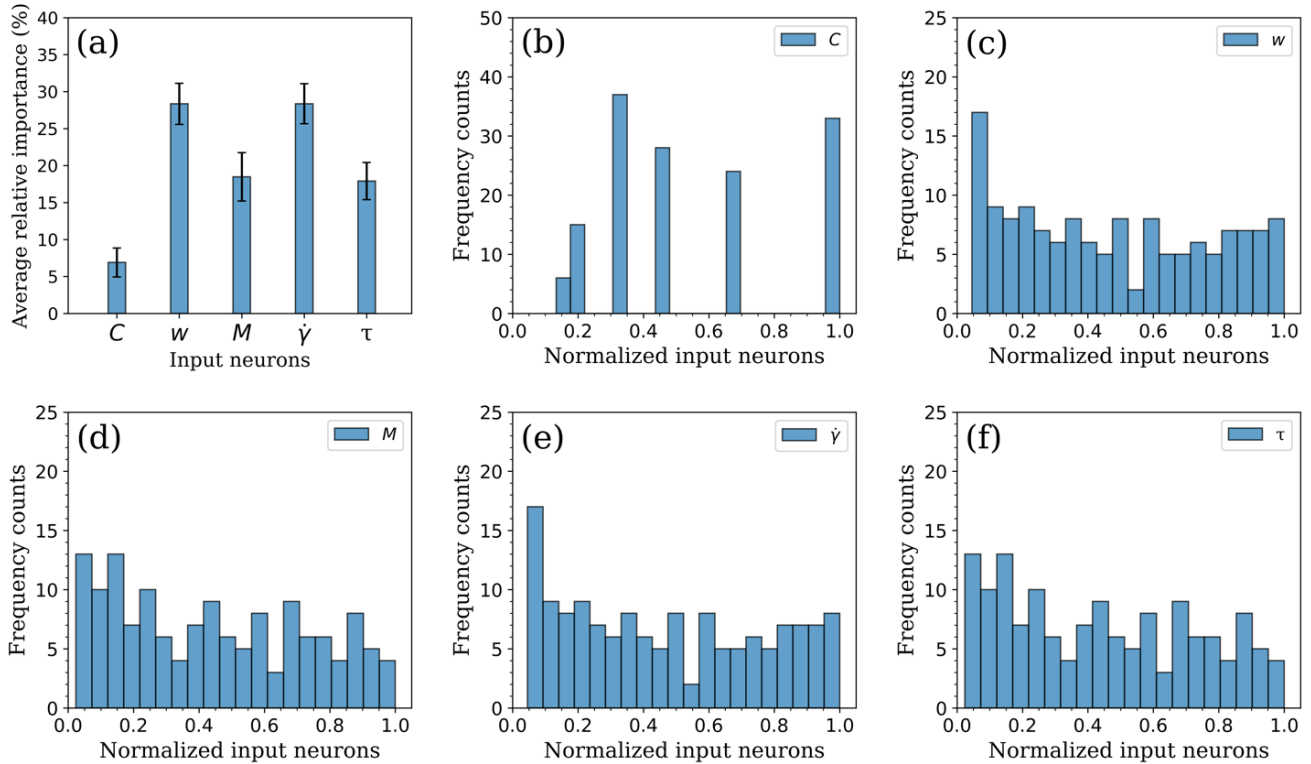 (a)
Average relative importance (%)
40
35
30
25
20
15
10
5
0
C w M γ̇ τ
Input neurons
(b)
C
Frequency counts
50
40
30
20
10
0
0.0 0.2 0.4 0.6 0.8 1.0
Normalized input neurons
(c)
w
Frequency counts
25
20
15
10
5
0
0.0 0.2 0.4 0.6 0.8 1.0
Normalized input neurons
(d)
M
Frequency counts
25
20
15
10
5
0
0.0 0.2 0.4 0.6 0.8 1.0
Normalized input neurons
(e)
γ̇
Frequency counts
25
20
15
10
5
0
0.0 0.2 0.4 0.6 0.8 1.0
Normalized input neurons
(f)
τ
Frequency counts
25
20
15
10
5
0
0.0 0.2 0.4 0.6 0.8 1.0
Normalized input neurons